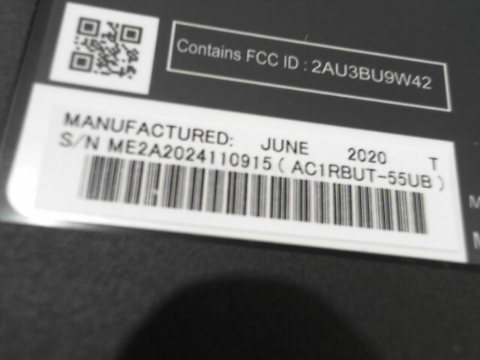 Contains FCC ID : 2AU3BU9W42
MANUFACTURED: JUNE 2020 T
S/N ME2A2024110915 ( AC1RBUT-55UB )